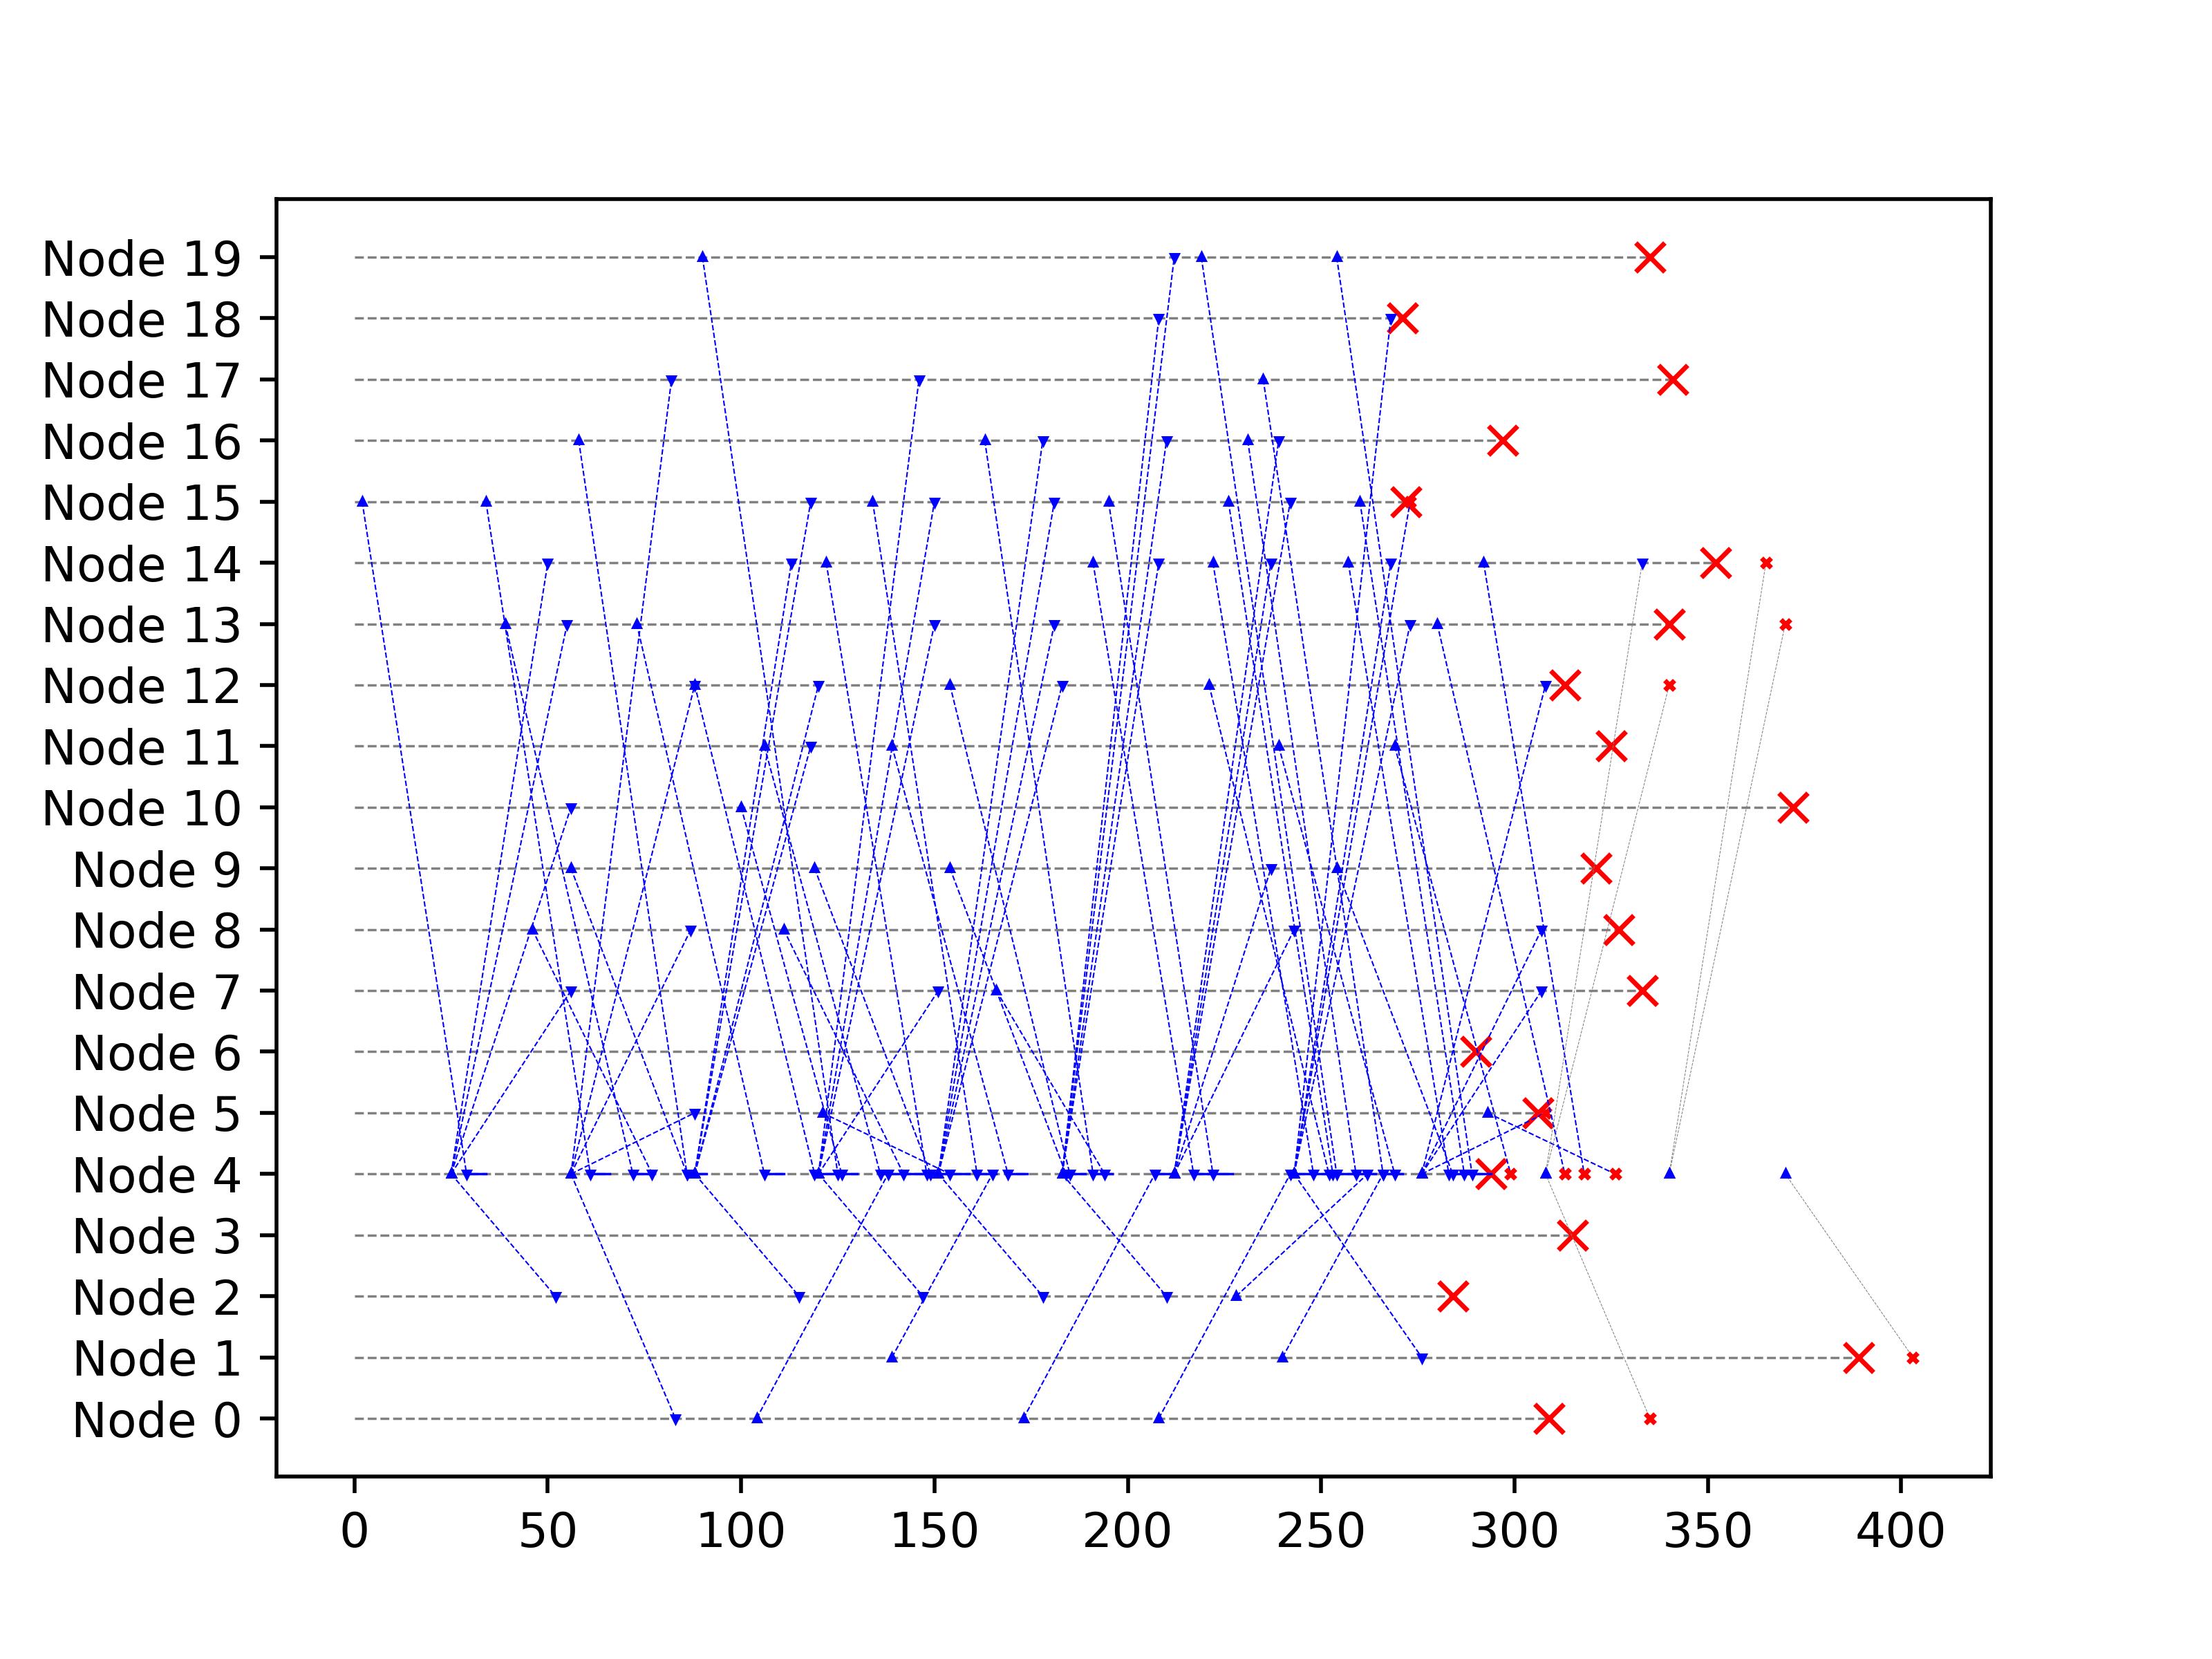 Node 19
Node 18
Node 17
Node 16
Node 15
Node 14
Node 13
Node 12
Node 11
Node 10
Node 9
Node 8
Node 7
Node 6
Node 5
Node 4
Node 3
Node 2
Node 1
Node 0
0 50 100 150 200 250 300 350 400